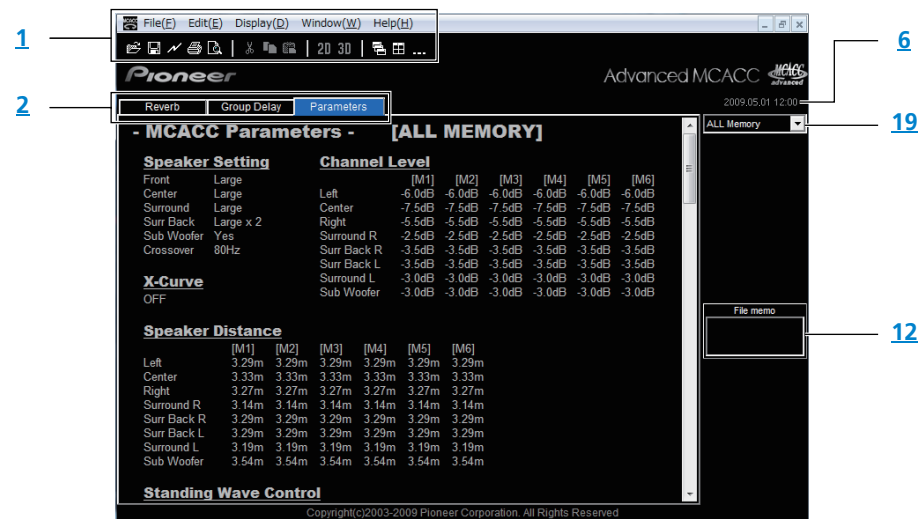 File(F) Edit(E) Display(D) Window(W) Help(H)
1
2D 3D
6
Pioneer
Advanced MCACC
MCACC advanced
2009.05.01 12:00
2
Reverb Group Delay Parameters
19
ALL Memory
- MCACC Parameters - [ALL MEMORY]
Speaker Setting
Front Large
Center Large
Surround Large
Surr Back Large x 2
Sub Woofer Yes
Crossover 80Hz
X-Curve
OFF
Channel Level
[M1] [M2] [M3] [M4] [M5] [M6]
Left -6.0dB -6.0dB -6.0dB -6.0dB -6.0dB -6.0dB
Center -7.5dB -7.5dB -7.5dB -7.5dB -7.5dB -7.5dB
Right -5.5dB -5.5dB -5.5dB -5.5dB -5.5dB -5.5dB
Surround R -2.5dB -2.5dB -2.5dB -2.5dB -2.5dB -2.5dB
Surr Back R -3.5dB -3.5dB -3.5dB -3.5dB -3.5dB -3.5dB
Surr Back L -3.5dB -3.5dB -3.5dB -3.5dB -3.5dB -3.5dB
Surround L -3.0dB -3.0dB -3.0dB -3.0dB -3.0dB -3.0dB
Sub Woofer -3.0dB -3.0dB -3.0dB -3.0dB -3.0dB -3.0dB
File memo
12
Speaker Distance
[M1] [M2] [M3] [M4] [M5] [M6]
Left 3.29m 3.29m 3.29m 3.29m 3.29m 3.29m
Center 3.33m 3.33m 3.33m 3.33m 3.33m 3.33m
Right 3.27m 3.27m 3.27m 3.27m 3.27m 3.27m
Surround R 3.14m 3.14m 3.14m 3.14m 3.14m 3.14m
Surr Back R 3.29m 3.29m 3.29m 3.29m 3.29m 3.29m
Surr Back L 3.29m 3.29m 3.29m 3.29m 3.29m 3.29m
Surround L 3.19m 3.19m 3.19m 3.19m 3.19m 3.19m
Sub Woofer 3.54m 3.54m 3.54m 3.54m 3.54m 3.54m
Standing Wave Control
Copyright(c)2003-2009 Pioneer Corporation. All Rights Reserved